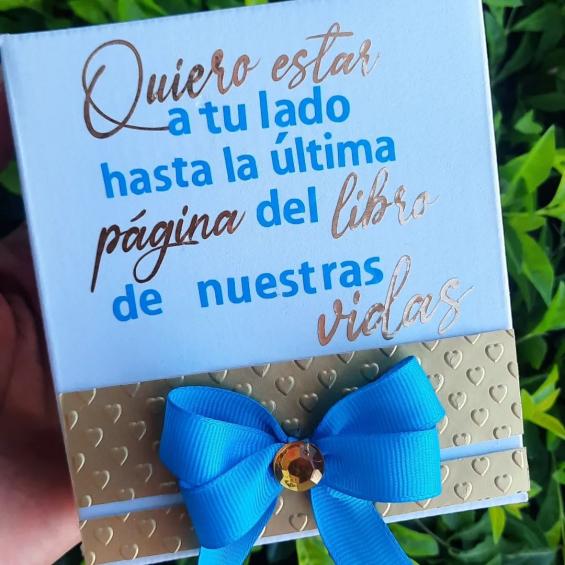 Quiero estar
a tu lado
hasta la última
página del libro
de nuestras
vidas